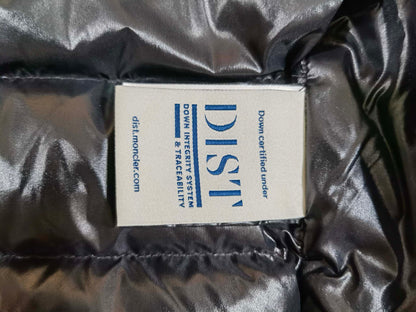 Down certified under
DIST
DOWN INTEGRITY SYSTEM
& TRACEABILITY
dist.moncler.com